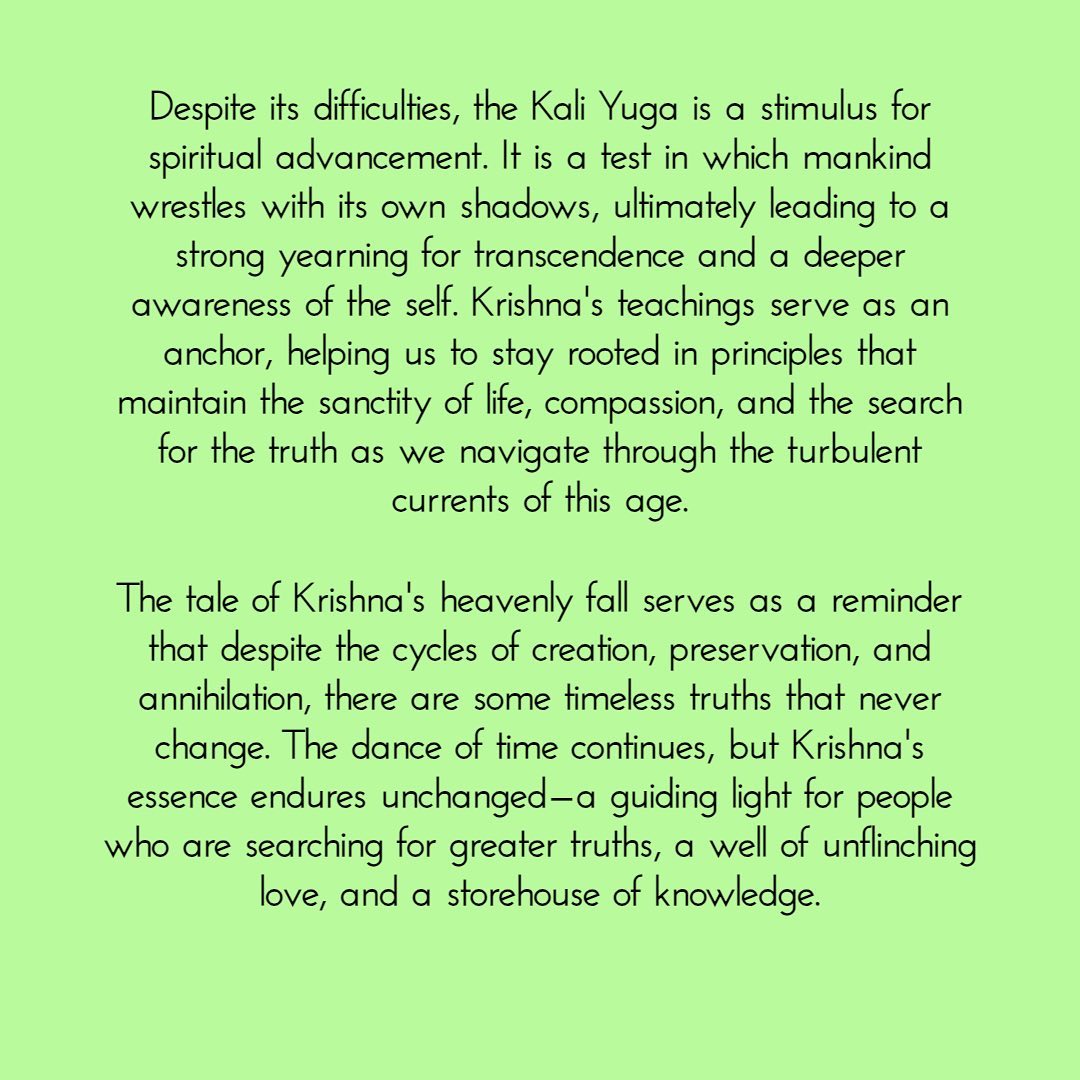 Despite its difficulties, the Kali Yuga is a stimulus for
spiritual advancement. It is a test in which mankind
wrestles with its own shadows, ultimately leading to a
strong yearning for transcendence and a deeper
awareness of the self. Krishna's teachings serve as an
anchor, helping us to stay rooted in principles that
maintain the sanctity of life, compassion, and the search
for the truth as we navigate through the turbulent
currents of this age.
The tale of Krishna's heavenly fall serves as a reminder
that despite the cycles of creation, preservation, and
annihilation, there are some timeless truths that never
change. The dance of time continues, but Krishna's
essence endures unchanged—a guiding light for people
who are searching for greater truths, a well of unflinching
love, and a storehouse of knowledge.